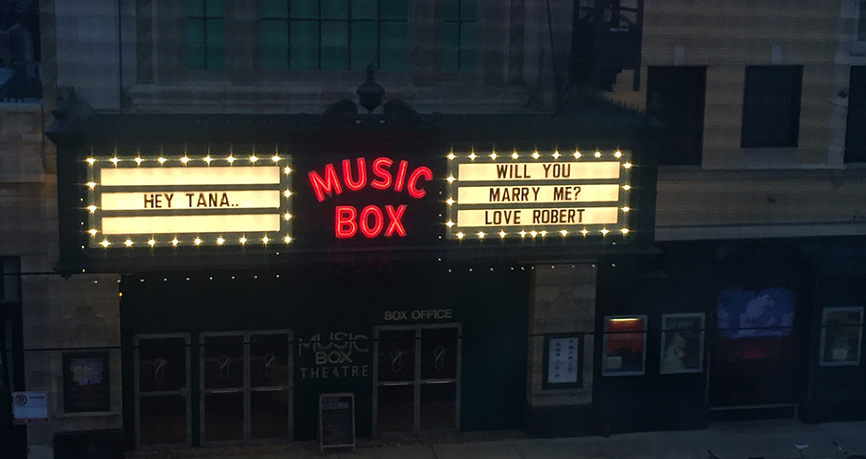 HEY TANA..
MUSIC
BOX
WILL YOU
MARRY ME?
LOVE ROBERT
BOX OFFICE
MUSIC
BOX
THEATRE